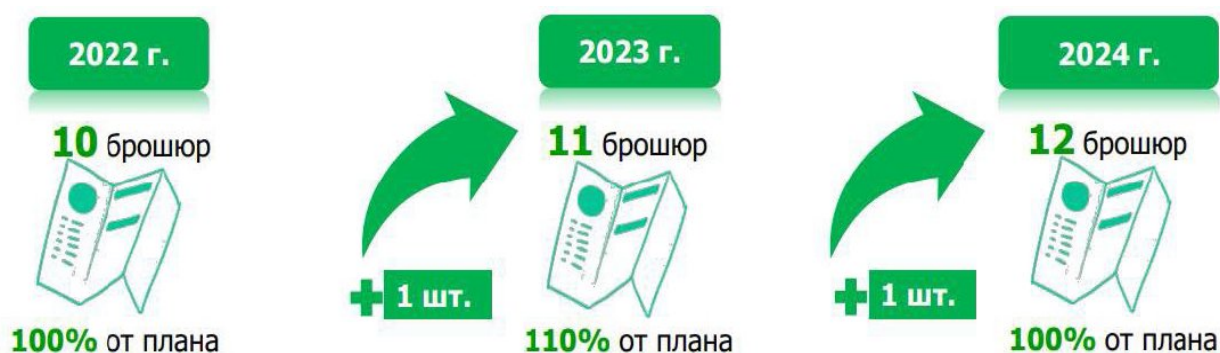 2022 г.
10 брошюр
100% от плана
+ 1 шт.
2023 г.
11 брошюр
110% от плана
+ 1 шт.
2024 г.
12 брошюр
100% от плана